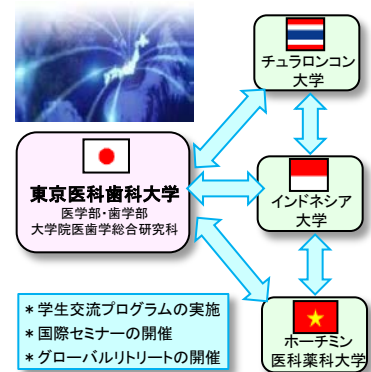 チュラロンコン
大学
東京医科歯科大学
医学部・歯学部
大学院医歯学総合研究科
インドネシア
大学
ホーチミン
医科薬科大学
＊学生交流プログラムの実施
＊国際セミナーの開催
＊グローバルリトリートの開催